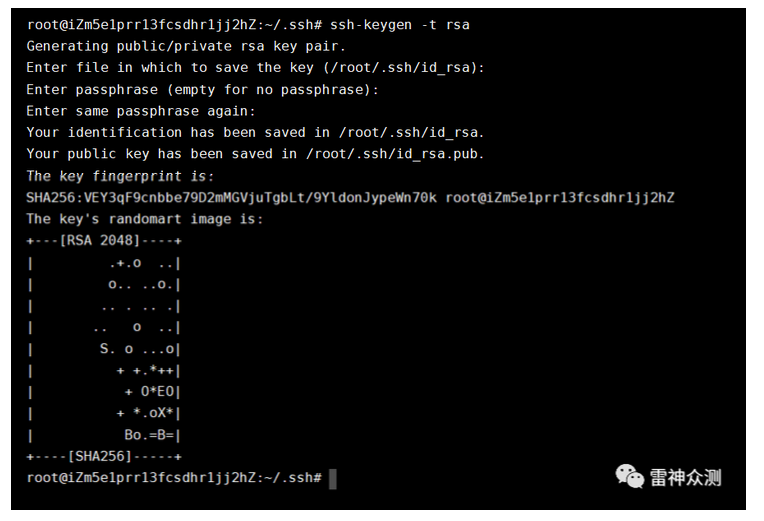 root@iZm5e1prr13fcsdhr1jj2hZ:~/.ssh# ssh-keygen -t rsa
Generating public/private rsa key pair.
Enter file in which to save the key (/root/.ssh/id_rsa):
Enter passphrase (empty for no passphrase):
Enter same passphrase again:
Your identification has been saved in /root/.ssh/id_rsa.
Your public key has been saved in /root/.ssh/id_rsa.pub.
The key fingerprint is:
SHA256:VEY3qF9cnbbe79D2mMGVjuTgbLt/9YldonJypeWn70k root@iZm5e1prr13fcsdhr1jj2hZ
The key's randomart image is:
+---[RSA 2048]----+
|         .+.o  ..|
|         o.. ..o.|
|        .. . .. .|
|       ..   o  ..|
|        S. o ...o|
|          + +.*++|
|           + O*EO|
|          + *.oX*|
|           Bo.=B=|
+----[SHA256]-----+
root@iZm5e1prr13fcsdhr1jj2hZ:~/.ssh#
雷神众测